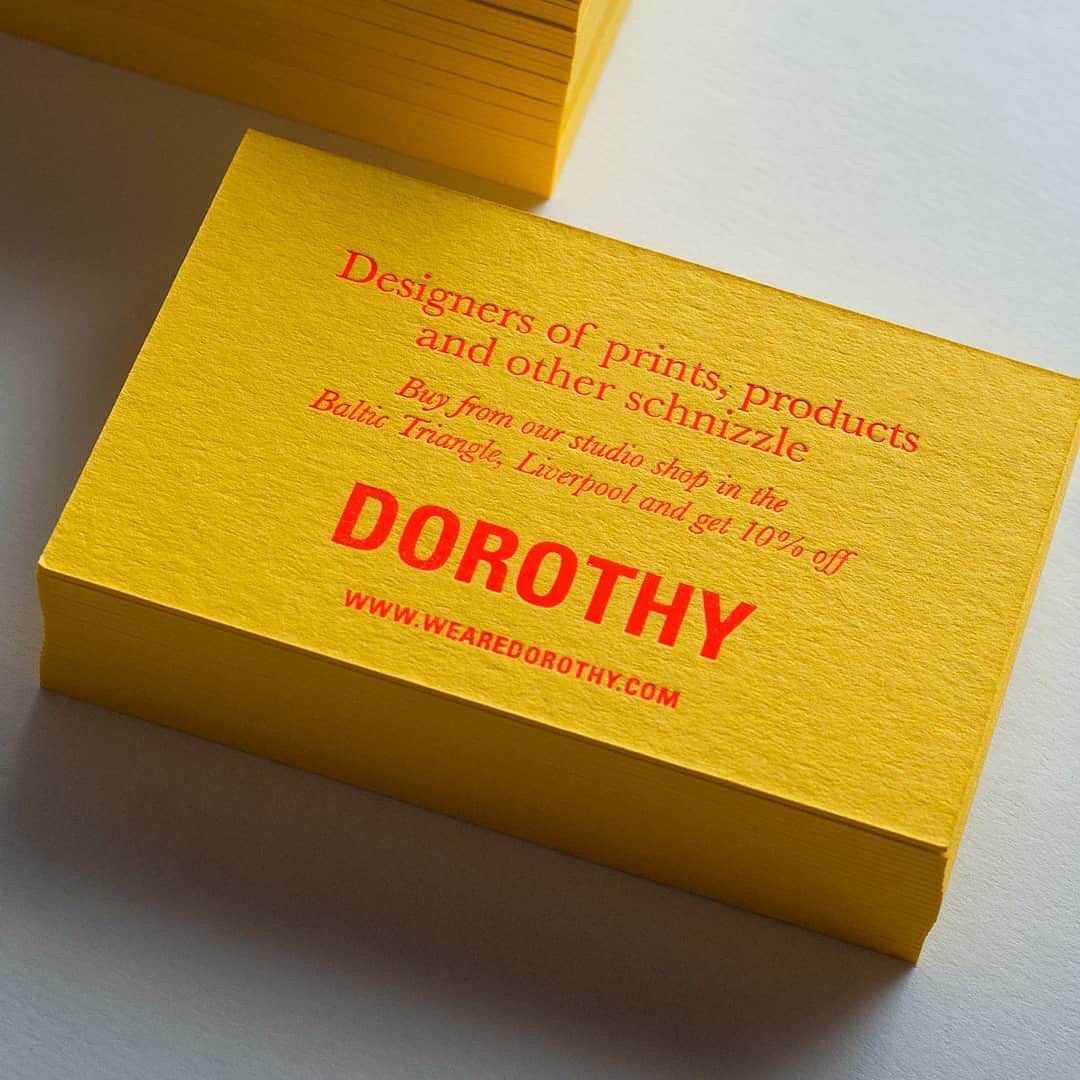 Designers of prints, products
and other schnizzle
Buy from our studio shop in the
Baltic Triangle, Liverpool and get 10% off
DOROTHY
WWW.WEAREDOROTHY.COM